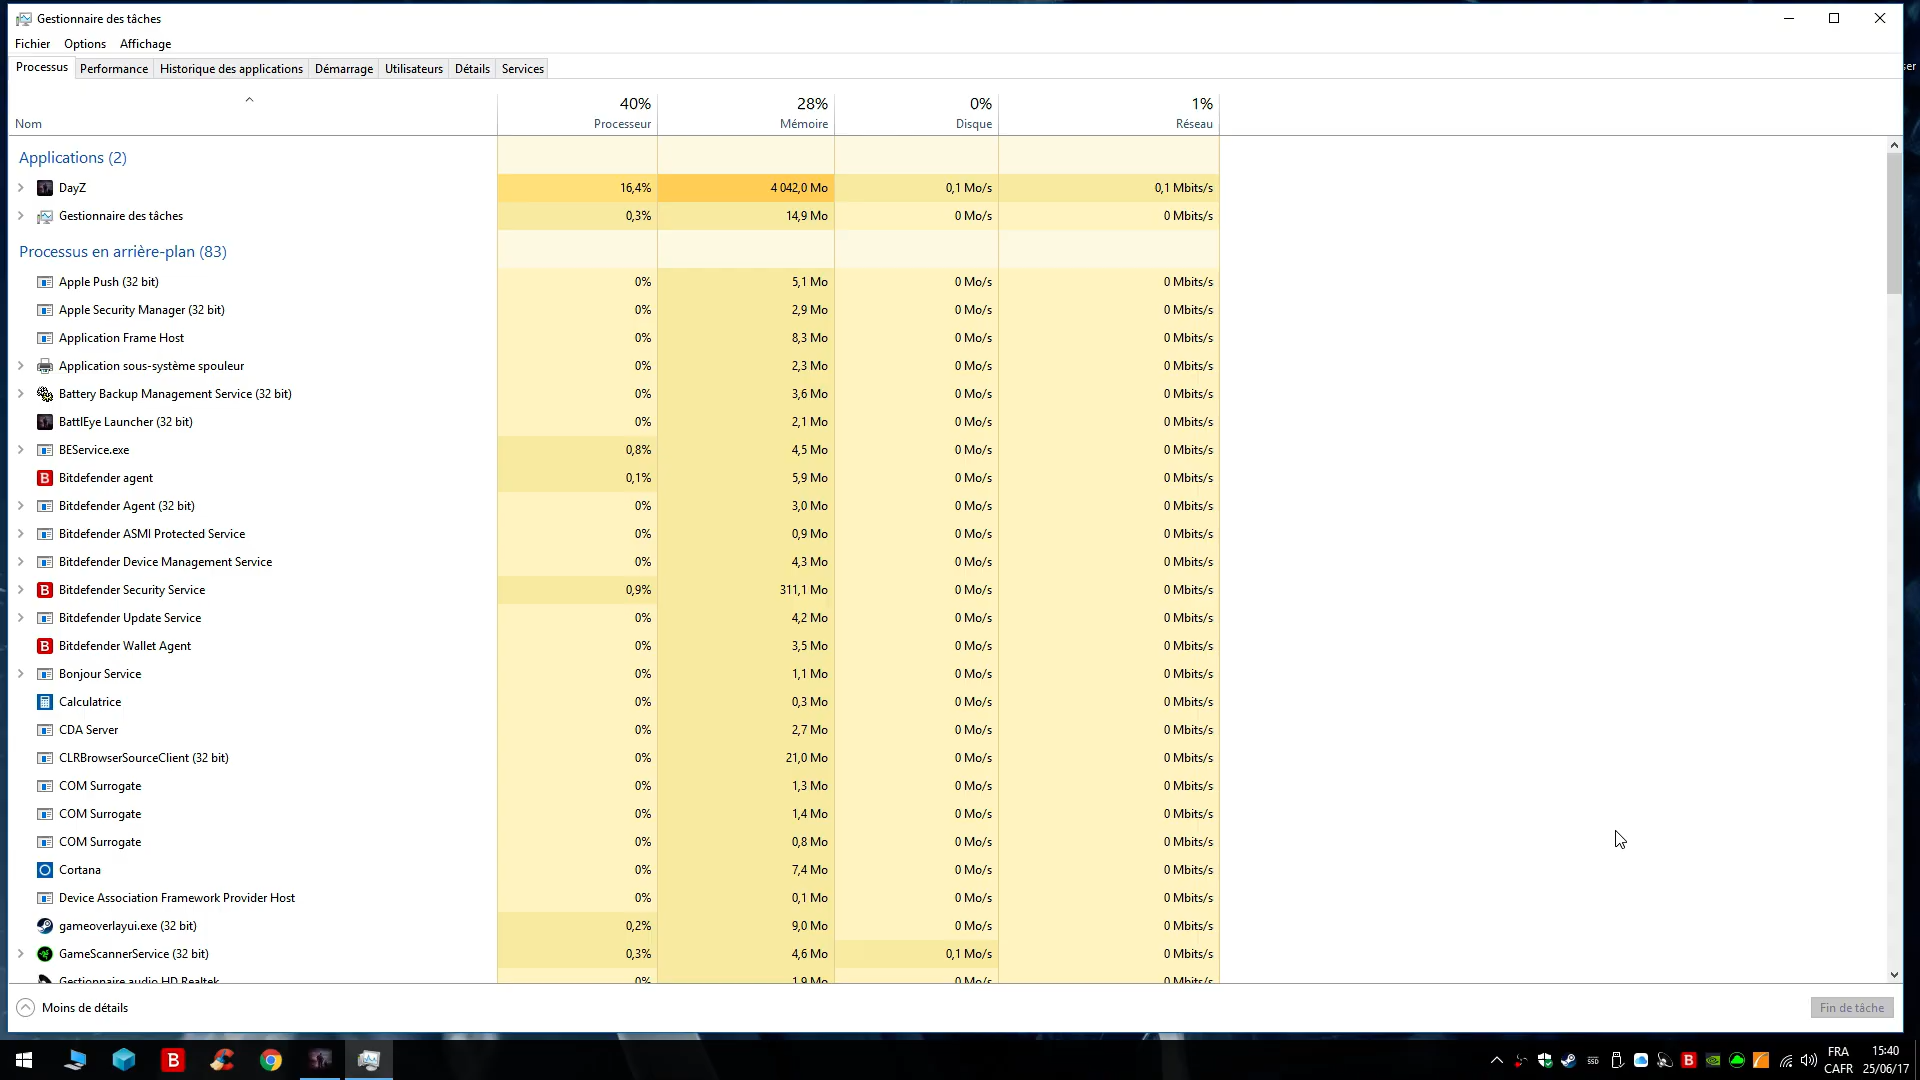 Gestionnaire des tâches
Fichier Options Affichage
Processus Performance Historique des applications Démarrage Utilisateurs Détails Services
ser
40% 28% 0% 1%
Nom Processeur Mémoire Disque Réseau
Applications (2)
DayZ 16,4% 4 042,0 Mo 0,1 Mo/s 0,1 Mbits/s
Gestionnaire des tâches 0,3% 14,9 Mo 0 Mo/s 0 Mbits/s
Processus en arrière-plan (83)
Apple Push (32 bit) 0% 5,1 Mo 0 Mo/s 0 Mbits/s
Apple Security Manager (32 bit) 0% 2,9 Mo 0 Mo/s 0 Mbits/s
Application Frame Host 0% 8,3 Mo 0 Mo/s 0 Mbits/s
Application sous-système spouleur 0% 2,3 Mo 0 Mo/s 0 Mbits/s
Battery Backup Management Service (32 bit) 0% 3,6 Mo 0 Mo/s 0 Mbits/s
BattlEye Launcher (32 bit) 0% 2,1 Mo 0 Mo/s 0 Mbits/s
BEService.exe 0,8% 4,5 Mo 0 Mo/s 0 Mbits/s
Bitdefender agent 0,1% 5,9 Mo 0 Mo/s 0 Mbits/s
Bitdefender Agent (32 bit) 0% 3,0 Mo 0 Mo/s 0 Mbits/s
Bitdefender ASMI Protected Service 0% 0,9 Mo 0 Mo/s 0 Mbits/s
Bitdefender Device Management Service 0% 4,3 Mo 0 Mo/s 0 Mbits/s
Bitdefender Security Service 0,9% 311,1 Mo 0 Mo/s 0 Mbits/s
Bitdefender Update Service 0% 4,2 Mo 0 Mo/s 0 Mbits/s
Bitdefender Wallet Agent 0% 3,5 Mo 0 Mo/s 0 Mbits/s
Bonjour Service 0% 1,1 Mo 0 Mo/s 0 Mbits/s
Calculatrice 0% 0,3 Mo 0 Mo/s 0 Mbits/s
CDA Server 0% 2,7 Mo 0 Mo/s 0 Mbits/s
CLRBrowserSourceClient (32 bit) 0% 21,0 Mo 0 Mo/s 0 Mbits/s
COM Surrogate 0% 1,3 Mo 0 Mo/s 0 Mbits/s
COM Surrogate 0% 1,4 Mo 0 Mo/s 0 Mbits/s
COM Surrogate 0% 0,8 Mo 0 Mo/s 0 Mbits/s
Cortana 0% 7,4 Mo 0 Mo/s 0 Mbits/s
Device Association Framework Provider Host 0% 0,1 Mo 0 Mo/s 0 Mbits/s
gameoverlayui.exe (32 bit) 0,2% 9,0 Mo 0 Mo/s 0 Mbits/s
GameScannerService (32 bit) 0,3% 4,6 Mo 0,1 Mo/s 0 Mbits/s
Gestionnaire audio HD Realtek 0% 1,9 Mo 0 Mo/s 0 Mbits/s
Moins de détails Fin de tâche
B SSD B FRA 15:40
CAFR 25/06/17